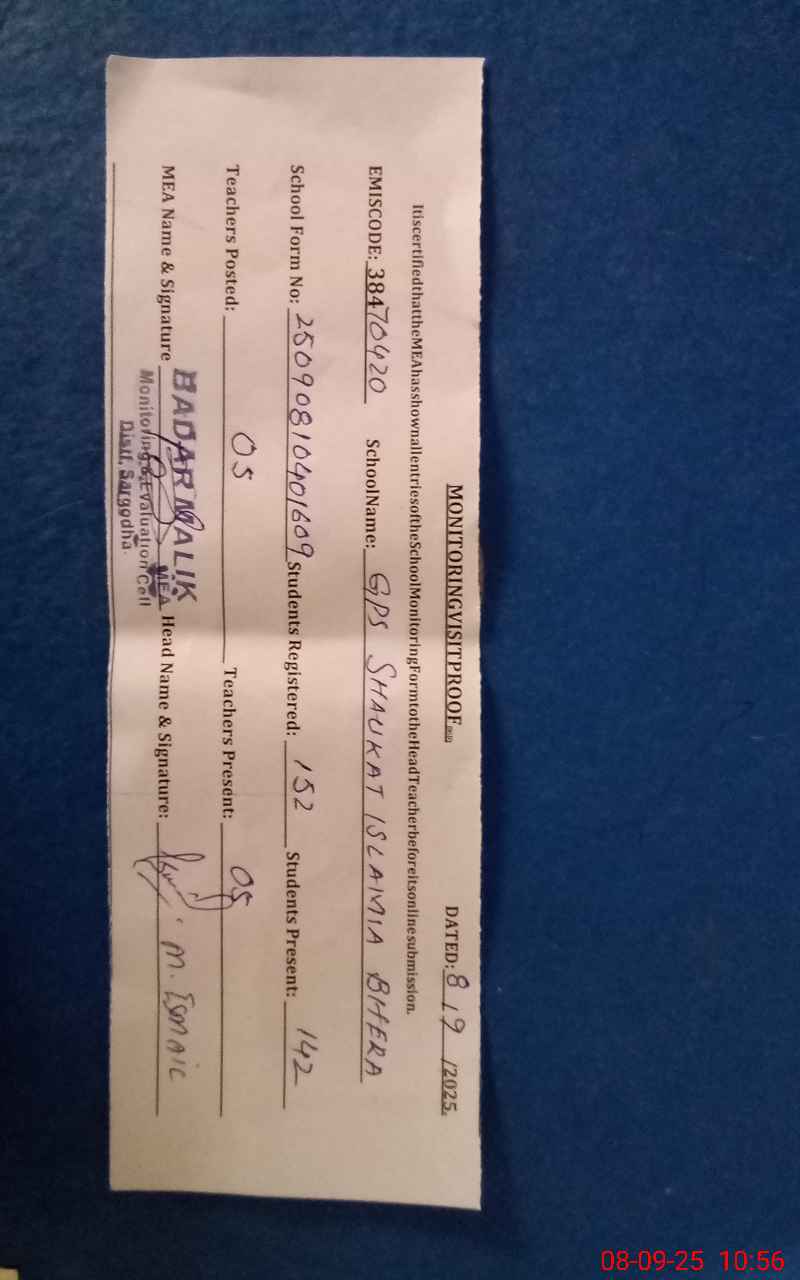 MONITORINGVISITPROOF DATED: 8 / 9 /2025.
ItiscertifiedthattheMEAhasshownallentriesoftheSchoolMonitoringFormtotheHeadTeacherbeforeitsonlinesubmission.
EMISCODE: 38470420 SchoolName: GPS SHAUKAT ISLAMIA BHERA
School Form No: 25090810401609 Students Registered: 152 Students Present: 142
Teachers Posted: 05 Teachers Present: 05
MEA Name & Signature BADAR MALIK MEA Head Name & Signature: M.
Monitoring & Evaluation Cell
Distt. Sargodha.
08-09-25 10:56